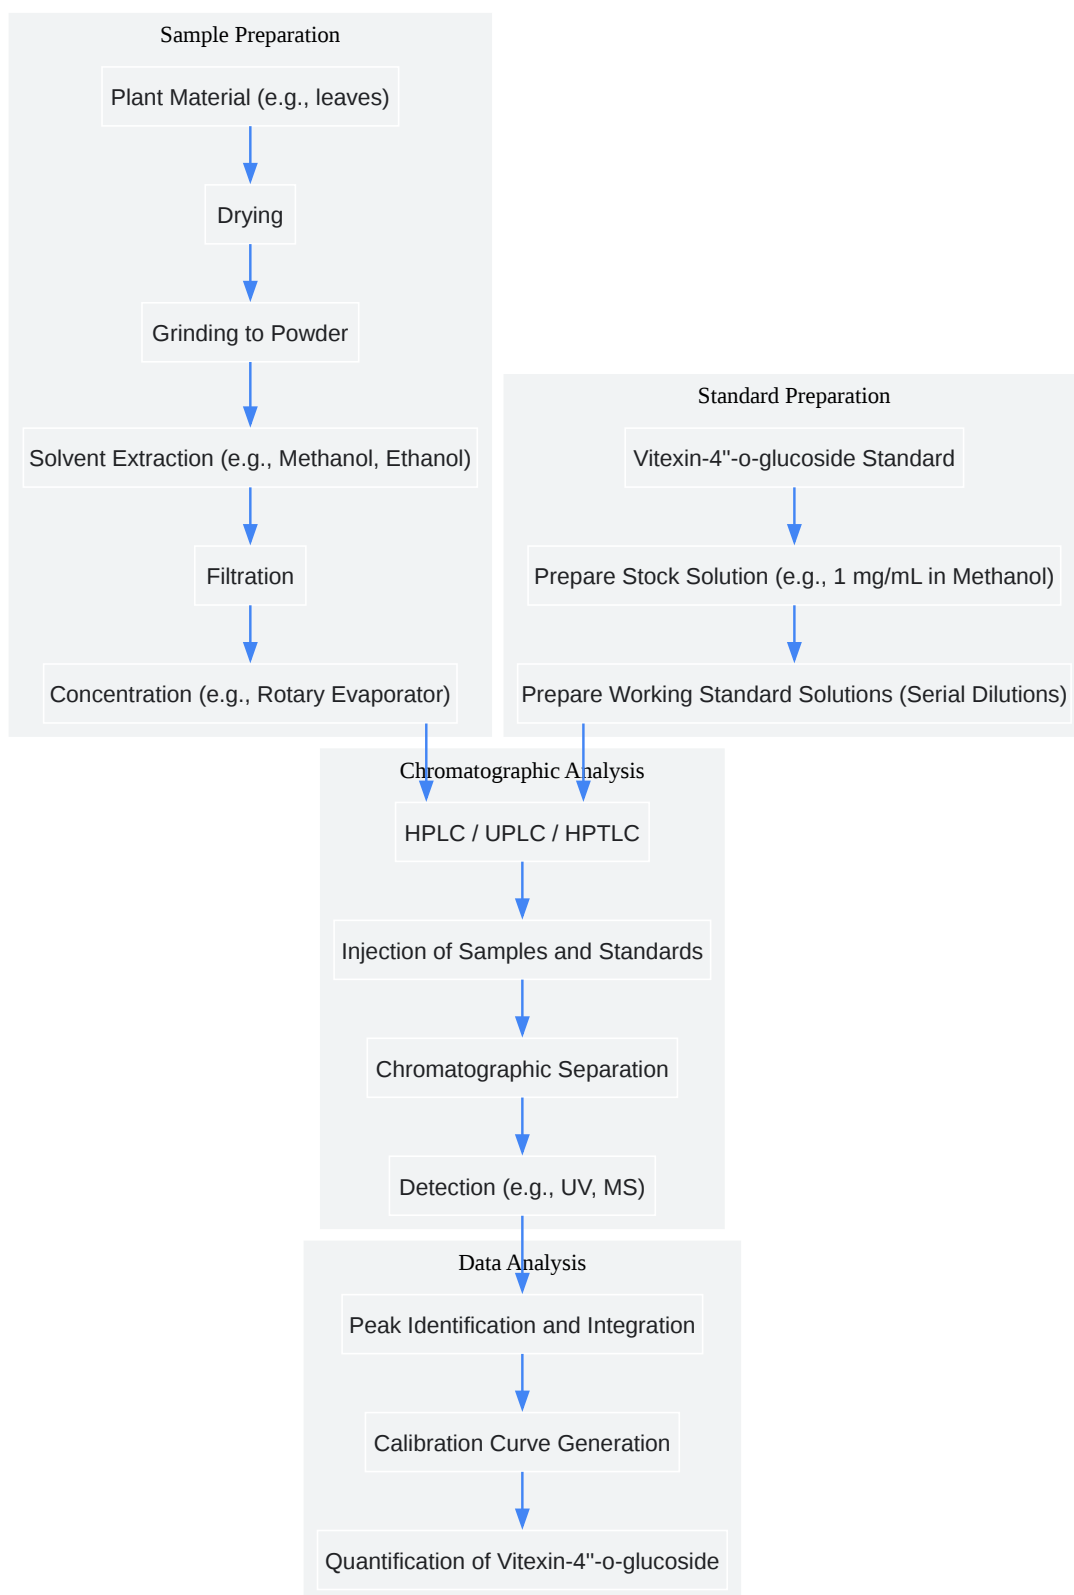 Sample Preparation
Plant Material (e.g., leaves)
Drying
Grinding to Powder
Solvent Extraction (e.g., Methanol, Ethanol)
Filtration
Concentration (e.g., Rotary Evaporator)
Standard Preparation
Vitexin-4"-o-glucoside Standard
Prepare Stock Solution (e.g., 1 mg/mL in Methanol)
Prepare Working Standard Solutions (Serial Dilutions)
Chromatographic Analysis
HPLC / UPLC / HPTLC
Injection of Samples and Standards
Chromatographic Separation
Detection (e.g., UV, MS)
Data Analysis
Peak Identification and Integration
Calibration Curve Generation
Quantification of Vitexin-4"-o-glucoside